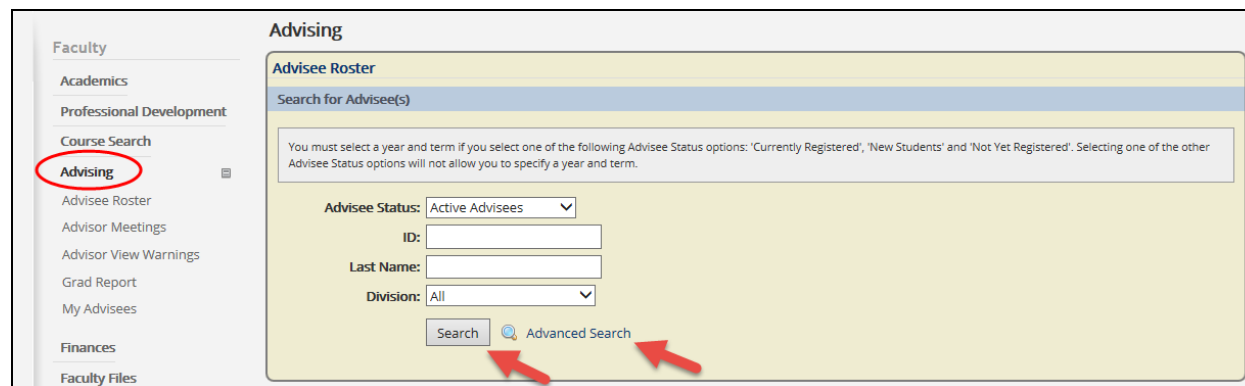 Faculty
Academics
Professional Development
Course Search
Advising
Advisee Roster
Advisor Meetings
Advisor View Warnings
Grad Report
My Advisees
Finances
Faculty Files
Advising
Advisee Roster
Search for Advisee(s)
You must select a year and term if you select one of the following Advisee Status options: 'Currently Registered', 'New Students' and 'Not Yet Registered'. Selecting one of the other
Advisee Status options will not allow you to specify a year and term.
Advisee Status: Active Advisees
ID:
Last Name:
Division: All
Search Advanced Search